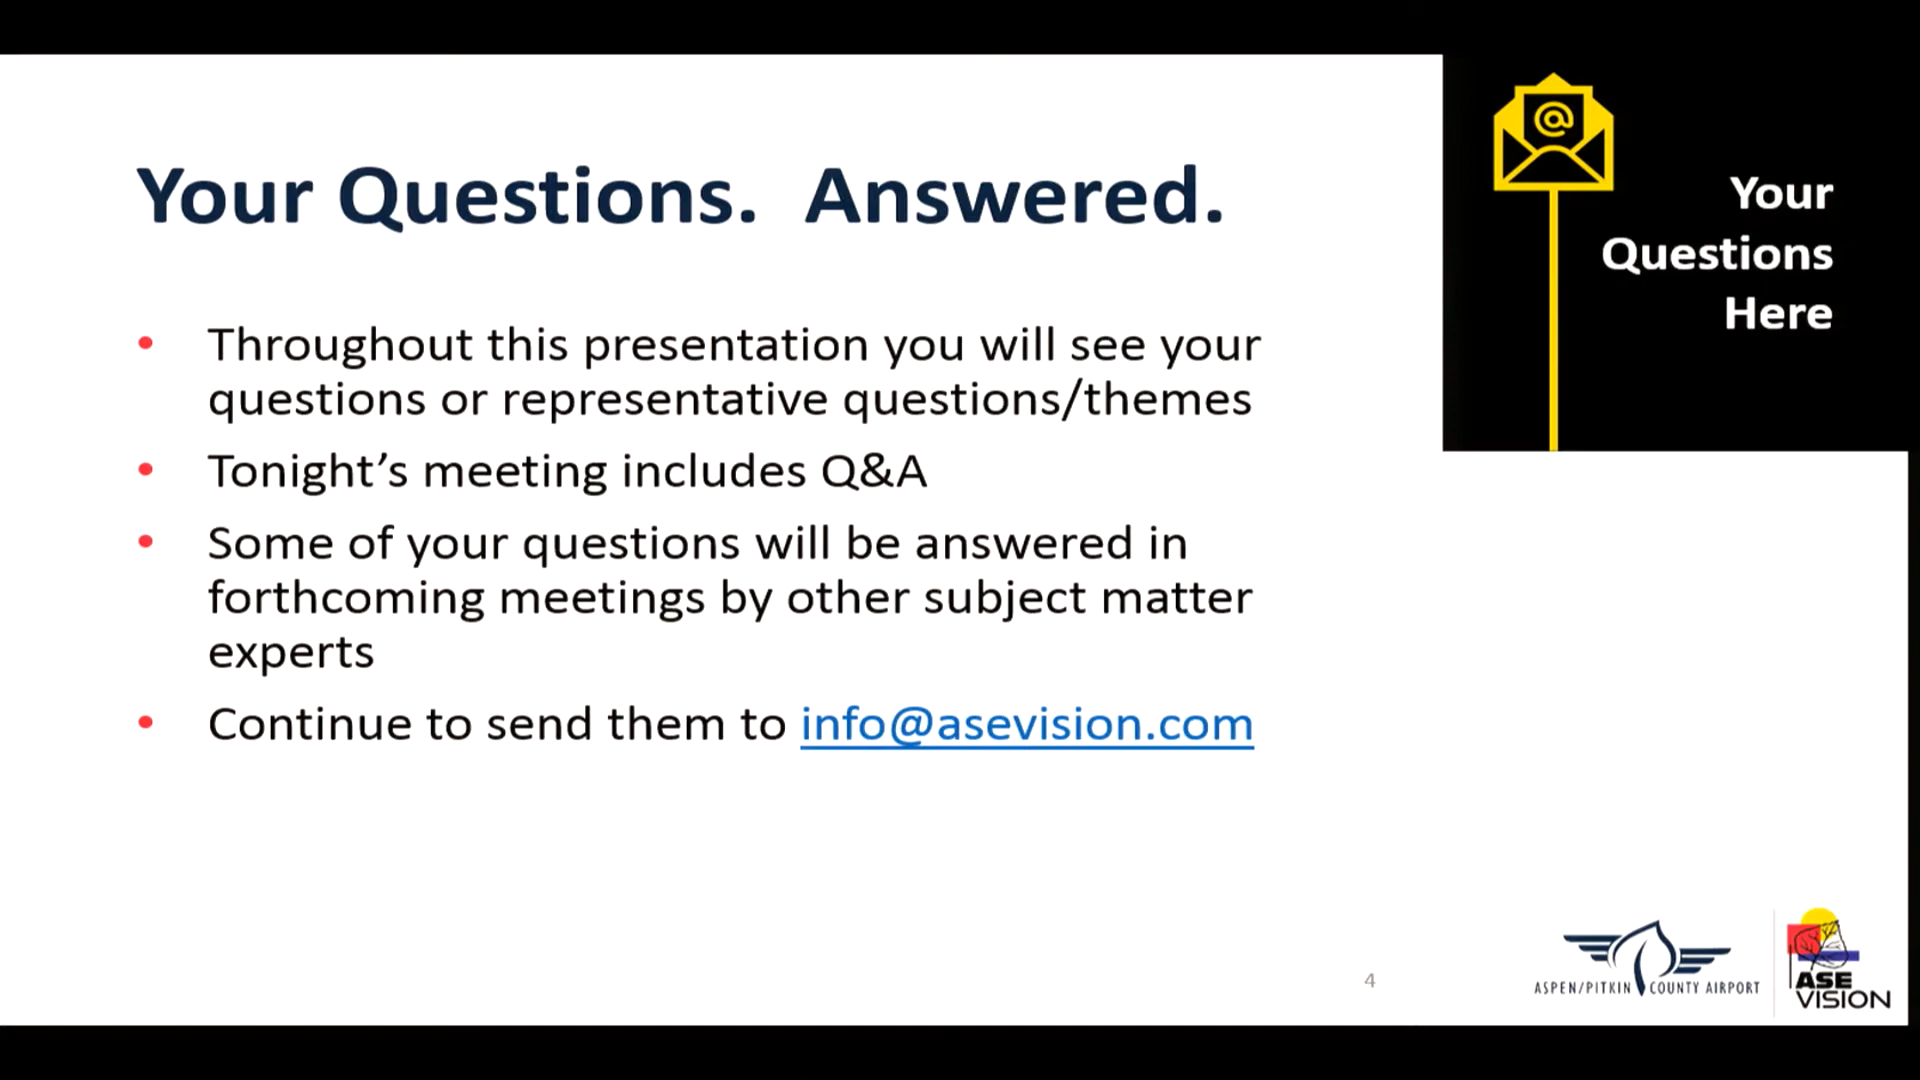 Your Questions.  Answered.
• Throughout this presentation you will see your
questions or representative questions/themes
• Tonight’s meeting includes Q&A
• Some of your questions will be answered in
forthcoming meetings by other subject matter
experts
• Continue to send them to info@asevision.com
@
Your
Questions
Here
4
ASPEN/PITKIN COUNTY AIRPORT
ASE
VISION